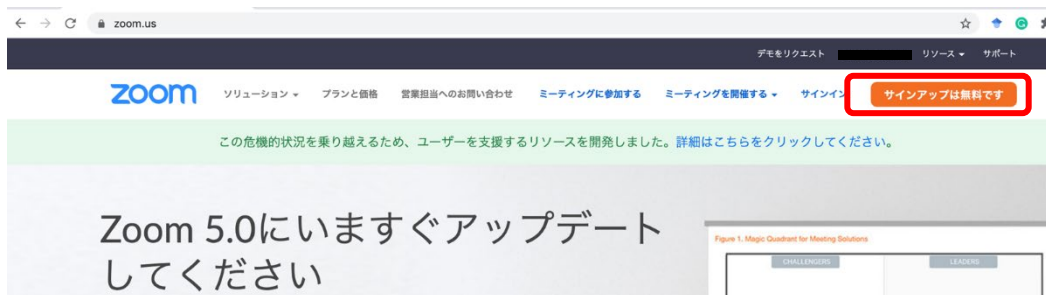 zoom.us
デモをリクエスト リソース サポート
zoom ソリューション プランと価格 営業担当へのお問い合わせ ミーティングに参加する ミーティングを開催する サインイン サインアップは無料です
この危機的状況を乗り越えるため、ユーザーを支援するリソースを開発しました。詳細はこちらをクリックしてください。
Zoom 5.0にいますぐアップデート
してください
Figure 1. Magic Quadrant for Meeting Solutions
CHALLENGERS LEADERS